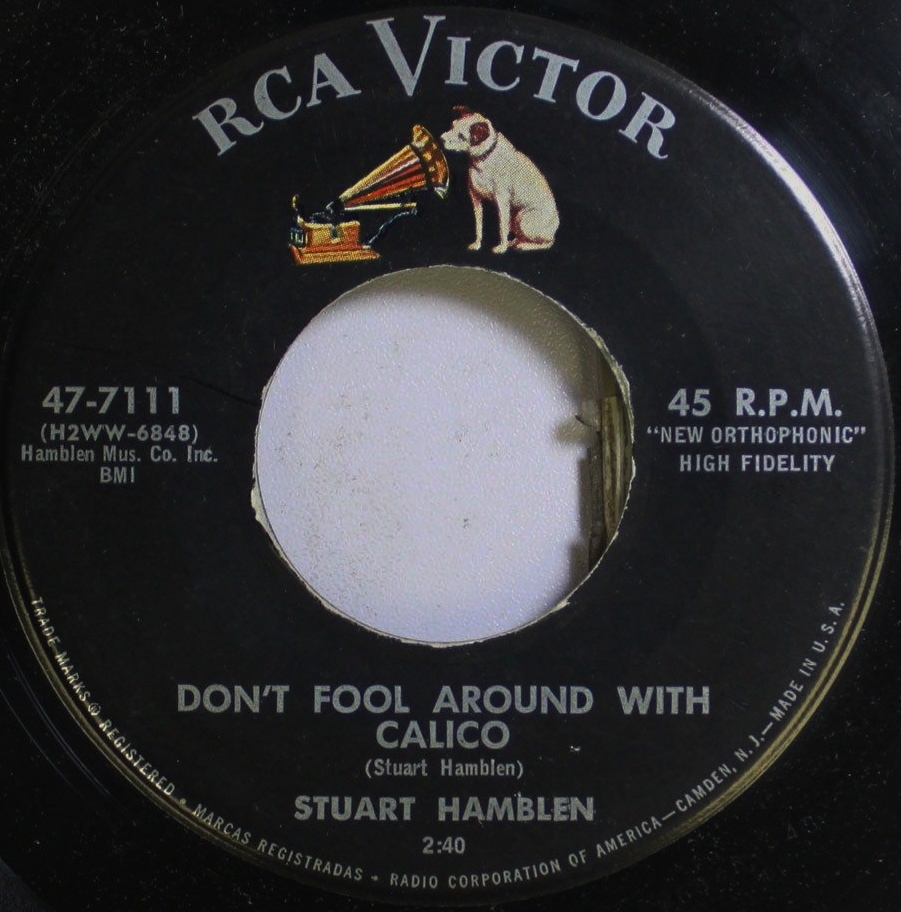 RCA VICTOR
47-7111
(H2WW-6848)
Hamblen Mus. Co. Inc.
BMI
45 R.P.M.
"NEW ORTHOPHONIC"
HIGH FIDELITY
DON'T FOOL AROUND WITH
CALICO
(Stuart Hamblen)
STUART HAMBLEN
2:40
TRADE MARKS ® REGISTERED • MARCAS REGISTRADAS • RADIO CORPORATION OF AMERICA—CAMDEN, N. J.—MADE IN U. S. A.